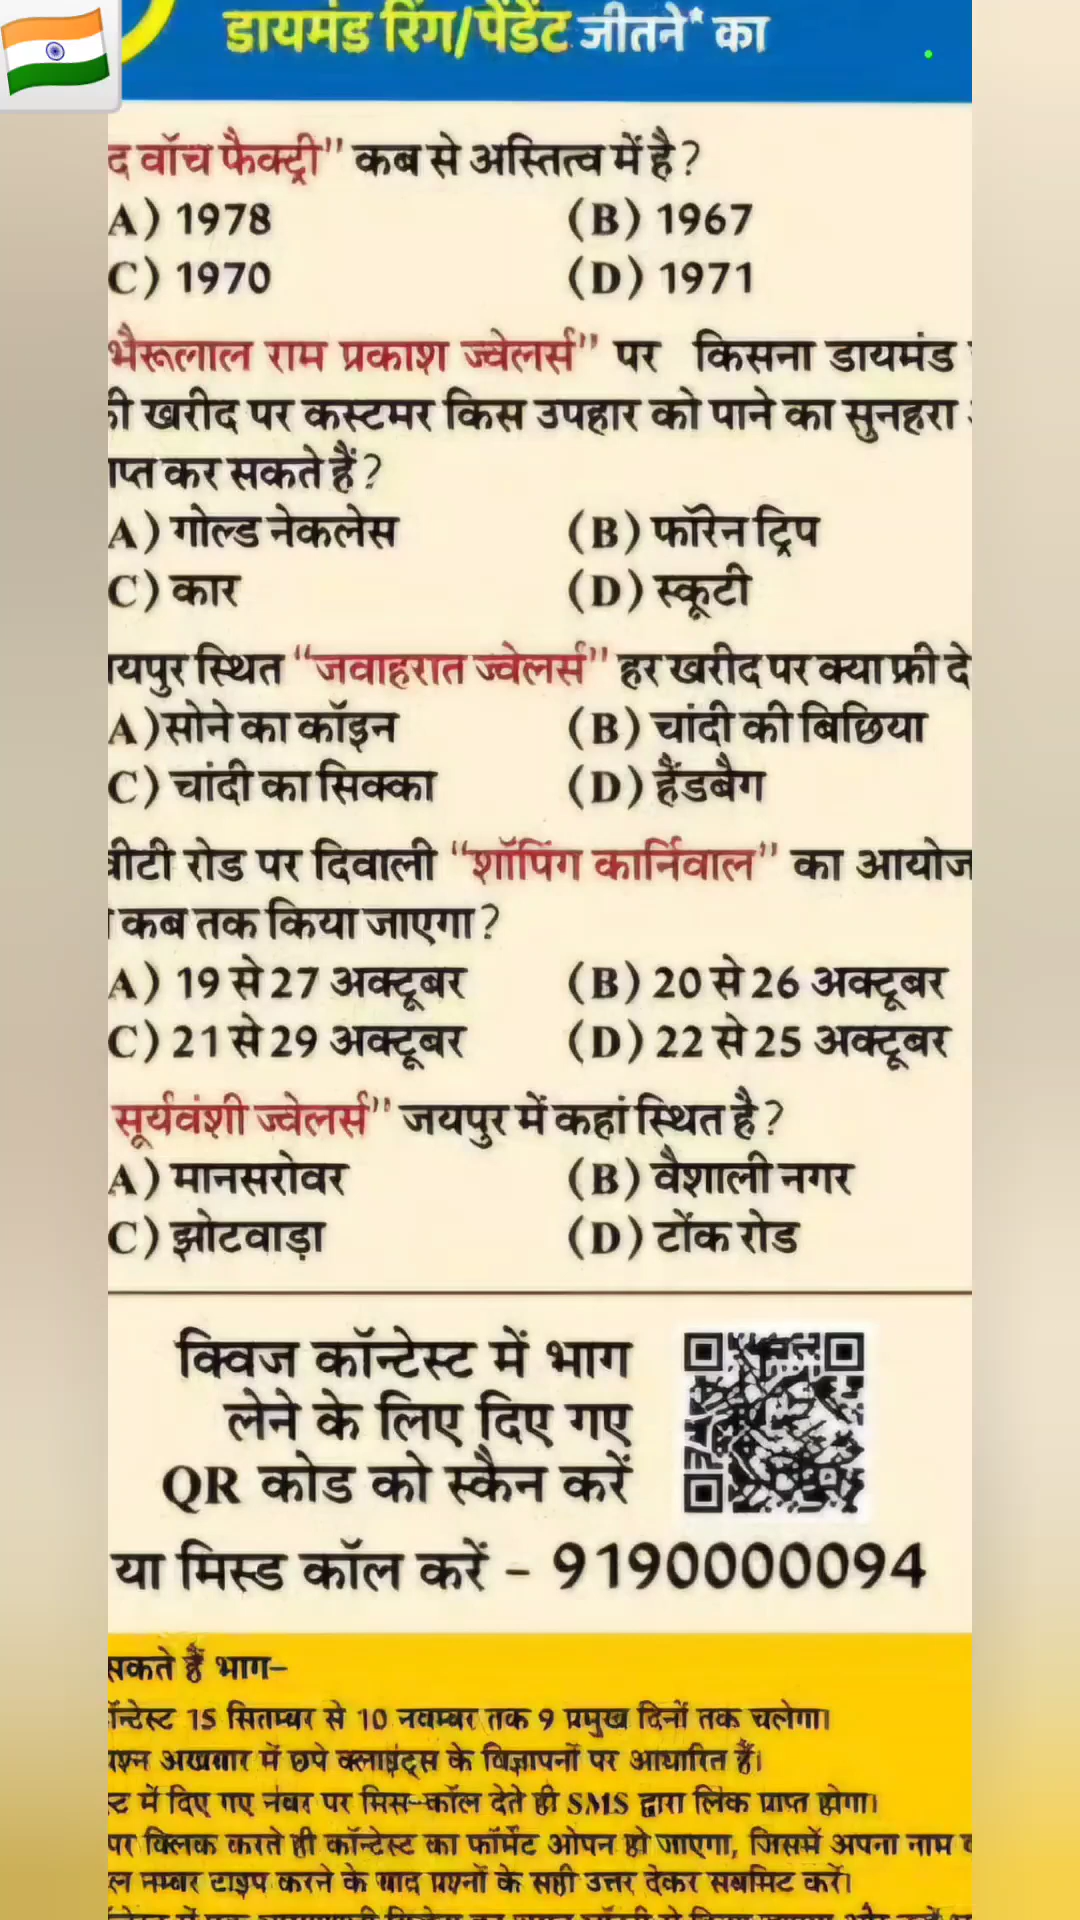 डायमंड रिंग/पेंडेंट जीतने* का
द वॉच फैक्ट्री" कब से अस्तित्व में है?
A) 1978 (B) 1967
C) 1970 (D) 1971
भैरूलाल राम प्रकाश ज्वेलर्स" पर किसना डायमंड
की खरीद पर कस्टमर किस उपहार को पाने का सुनहरा
प्त कर सकते हैं?
A) गोल्ड नेकलेस (B) फॉरेन ट्रिप
C) कार (D) स्कूटी
यपुर स्थित "जवाहरात ज्वेलर्स" हर खरीद पर क्या फ्री दे
A)सोने का कॉइन (B) चांदी की बिछिया
C) चांदी का सिक्का (D) हैंडबैग
टी रोड पर दिवाली "शॉपिंग कार्निवाल" का आयोज
कब तक किया जाएगा?
A) 19 से 27 अक्टूबर (B) 20 से 26 अक्टूबर
C) 21 से 29 अक्टूबर (D) 22 से 25 अक्टूबर
सूर्यवंशी ज्वेलर्स" जयपुर में कहां स्थित है?
A) मानसरोवर (B) वैशाली नगर
C) झोटवाड़ा (D) टोंक रोड
क्विज कॉन्टेस्ट में भाग
लेने के लिए दिए गए
QR कोड को स्कैन करें
या मिस्ड कॉल करें - 9190000094
सकते हैं भाग-
न्टेस्ट 15 सितम्बर से 10 नवम्बर तक 9 प्रमुख दिनों तक चलेगा।
प्रश्न अखबार में छपे क्लाइंट्स के विज्ञापनों पर आधारित हैं।
स्ट में दिए गए नंबर पर मिस-कॉल देते ही SMS द्वारा लिंक प्राप्त होगा।
पर क्लिक करते ही कॉन्टेस्ट का फॉर्मेट ओपन हो जाएगा, जिसमें अपना नाम
ल नम्बर टाइप करने के बाद प्रश्नों के सही उत्तर देकर सबमिट करें।